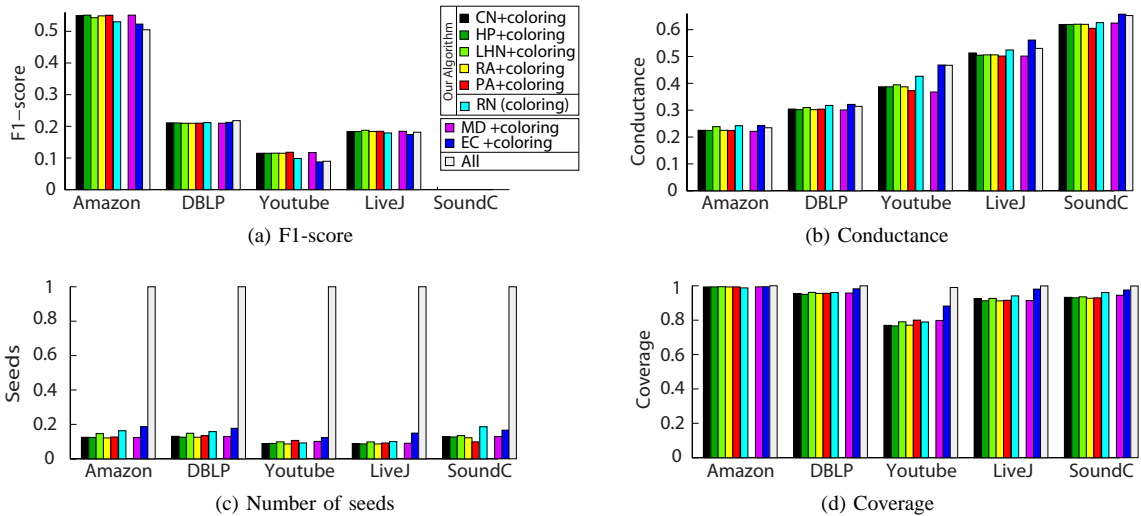 F1-score
0.5
0.4
0.3
0.2
0.1
0
Amazon DBLP Youtube LiveJ SoundC
Our Algorithm
CN+coloring
HP+coloring
LHN+coloring
RA+coloring
PA+coloring
RN (coloring)
MD +coloring
EC +coloring
All
(a) F1-score
Conductance
0.6
0.5
0.4
0.3
0.2
0.1
0
Amazon DBLP Youtube LiveJ SoundC
(b) Conductance
Seeds
1
0.8
0.6
0.4
0.2
0
Amazon DBLP Youtube LiveJ SoundC
(c) Number of seeds
Coverage
1
0.8
0.6
0.4
0.2
0
Amazon DBLP Youtube LiveJ SoundC
(d) Coverage